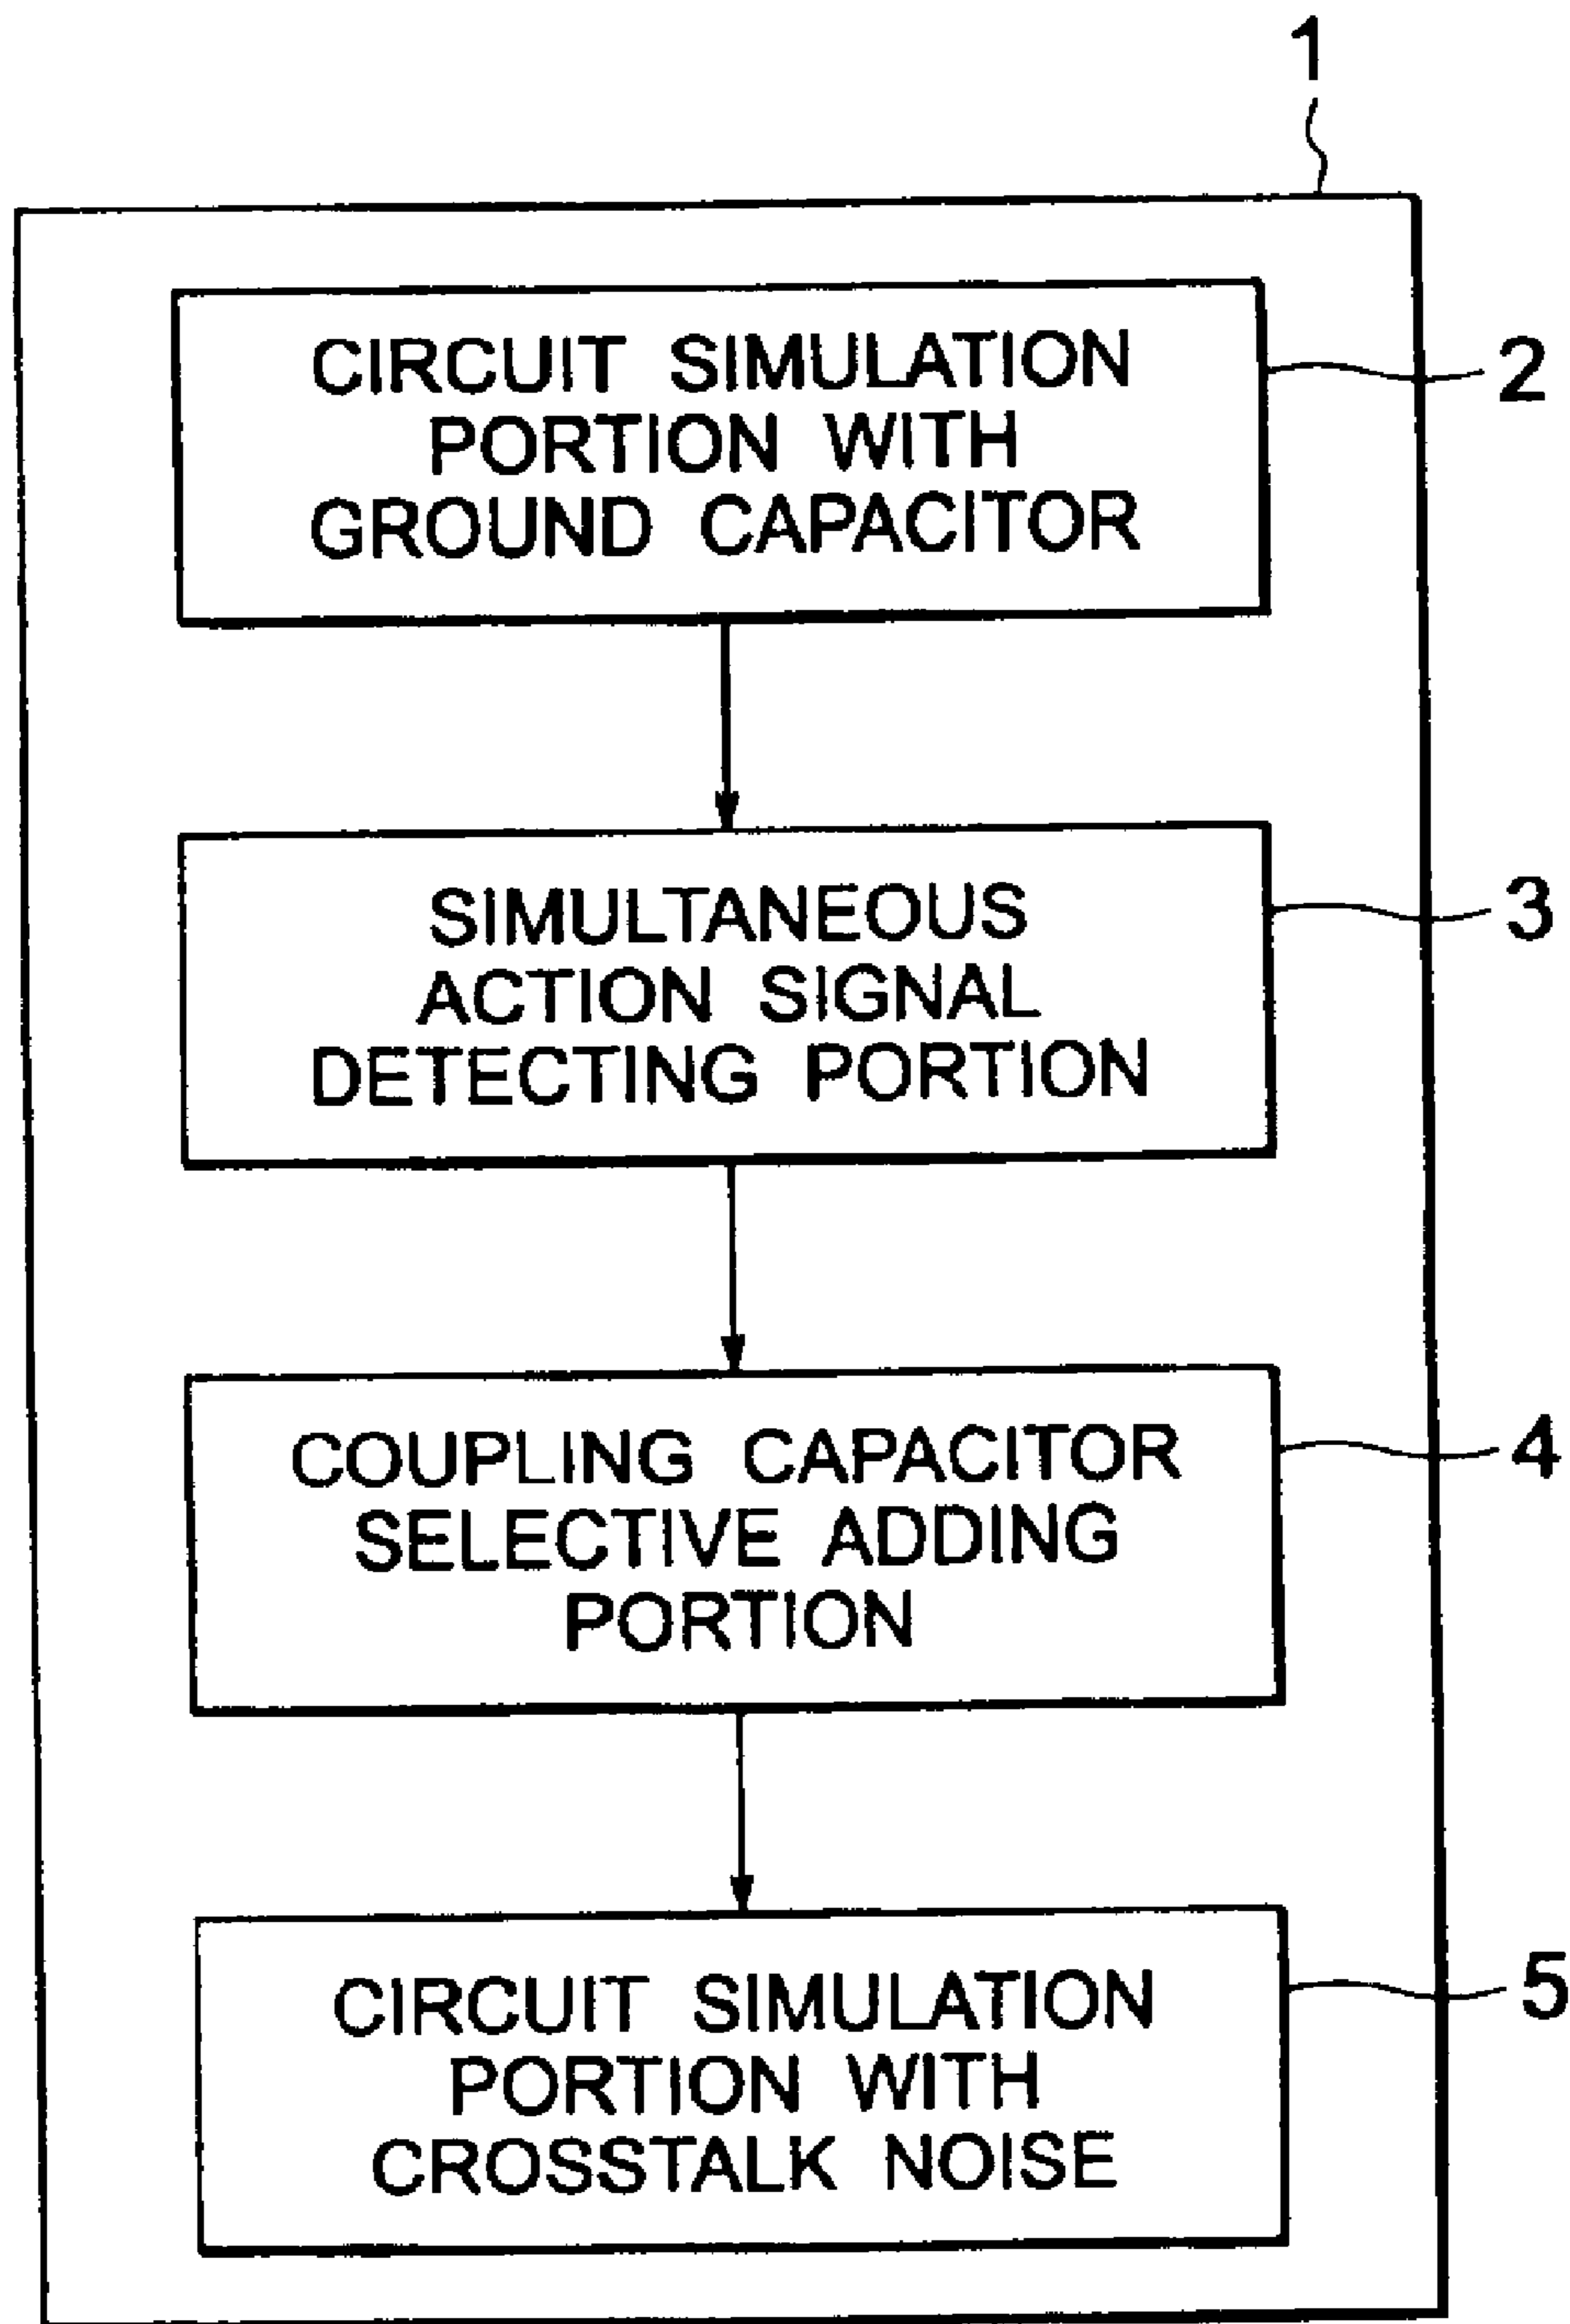 1
CIRCUIT SIMULATION
PORTION WITH
GROUND CAPACITOR
2
SIMULTANEOUS
ACTION SIGNAL
DETECTING PORTION
3
COUPLING CAPACITOR
SELECTIVE ADDING
PORTION
4
CIRCUIT SIMULATION
PORTION WITH
CROSSTALK NOISE
5